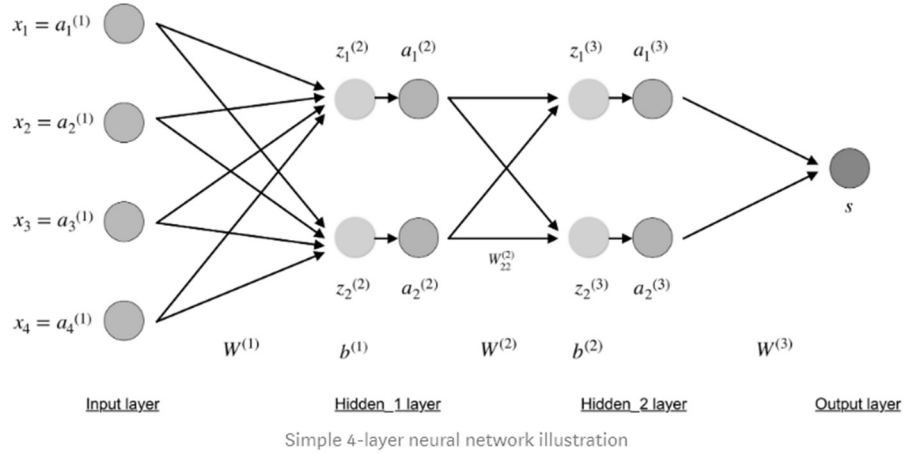 x₁ = a₁⁽¹⁾
x₂ = a₂⁽¹⁾
x₃ = a₃⁽¹⁾
x₄ = a₄⁽¹⁾
z₁⁽²⁾ a₁⁽²⁾
z₂⁽²⁾ a₂⁽²⁾
z₁⁽³⁾ a₁⁽³⁾
W₂₂⁽²⁾
z₂⁽³⁾ a₂⁽³⁾
s
W⁽¹⁾ b⁽¹⁾ W⁽²⁾ b⁽²⁾ W⁽³⁾
Input layer Hidden_1 layer Hidden_2 layer Output layer
Simple 4-layer neural network illustration